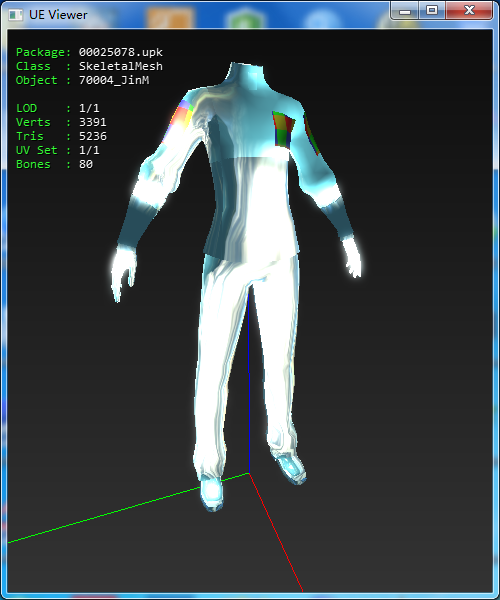 UE Viewer
Package: 00025078.upk
Class  : SkeletalMesh
Object : 70004_JinM
LOD    : 1/1
Verts  : 3391
Tris   : 5236
UV Set : 1/1
Bones  : 80